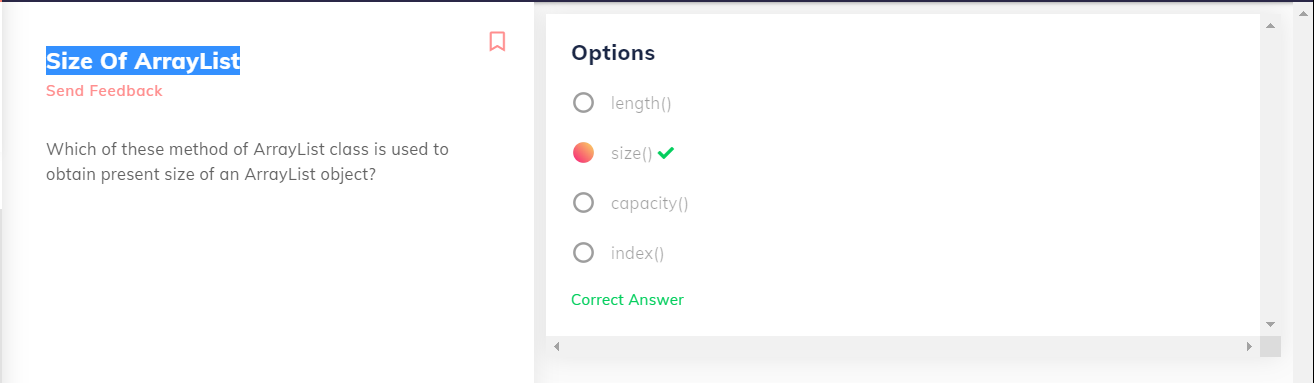 Size Of ArrayList
Send Feedback
Which of these method of ArrayList class is used to
obtain present size of an ArrayList object?
Options
length()
size()
capacity()
index()
Correct Answer